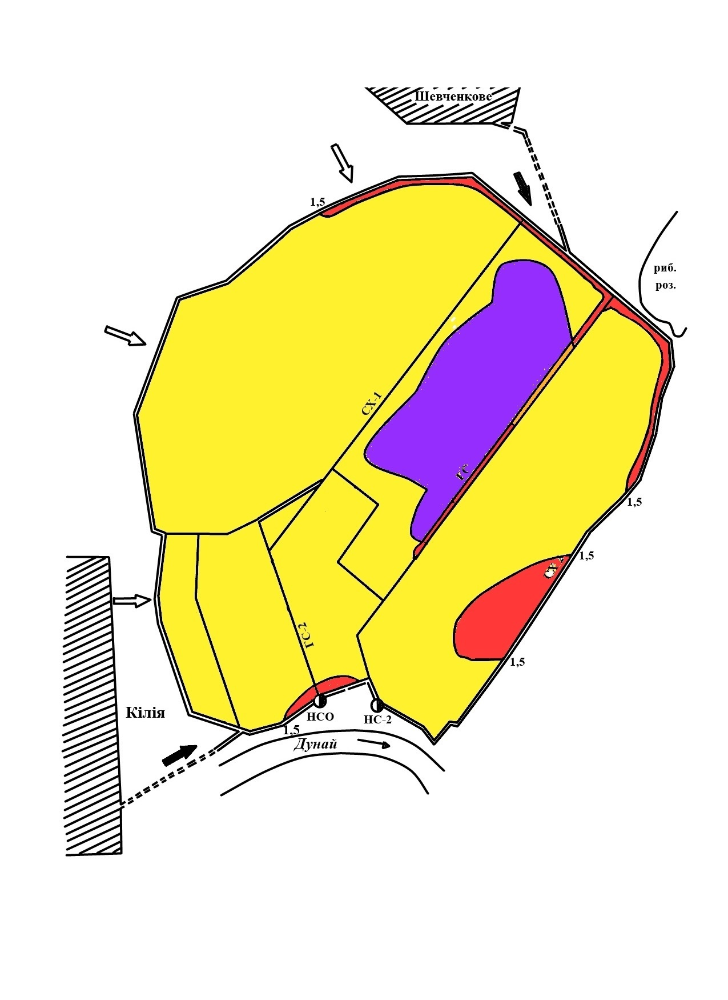 Шевченкове
1,5
риб.
роз.
СХ-1
ГС
1,5
1,5
СХ
ГС-2
1,5
Кілія
НСО
НС-2
1,5
Дунай